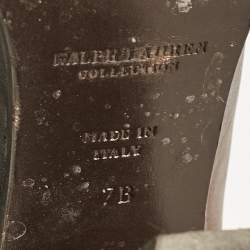 RALPH LAUREN
COLLECTION
MADE IN
ITALY
7B